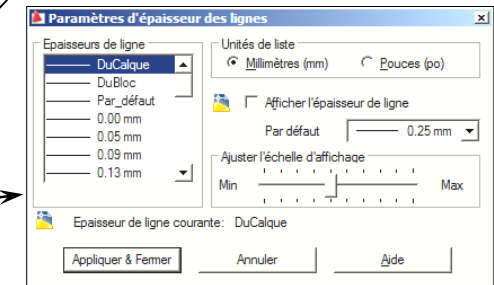 Paramètres d'épaisseur des lignes
Epaisseurs de ligne
DuCalque
DuBloc
Par_défaut
0.00 mm
0.05 mm
0.09 mm
0.13 mm
Unités de liste
Millimètres (mm)
Pouces (po)
Afficher l'épaisseur de ligne
Par défaut
0.25 mm
Ajuster l'échelle d'affichage
Min
Max
Epaisseur de ligne courante: DuCalque
Appliquer & Fermer
Annuler
Aide